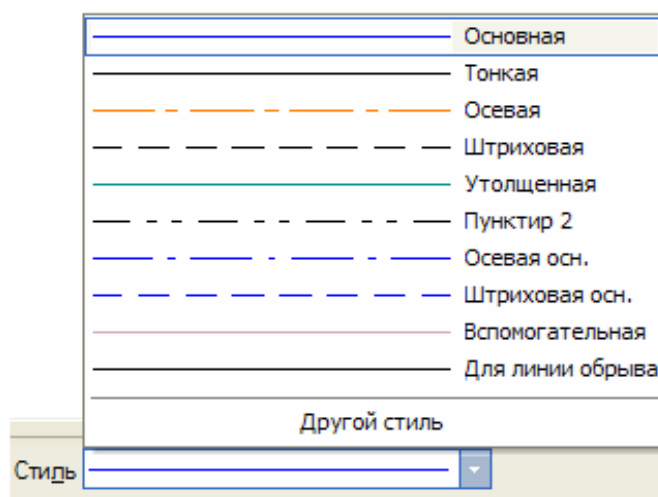 Основная
Тонкая
Осевая
Штриховая
Утолщенная
Пунктир 2
Осевая осн.
Штриховая осн.
Вспомогательная
Для линии обрыва
Другой стиль
Стиль